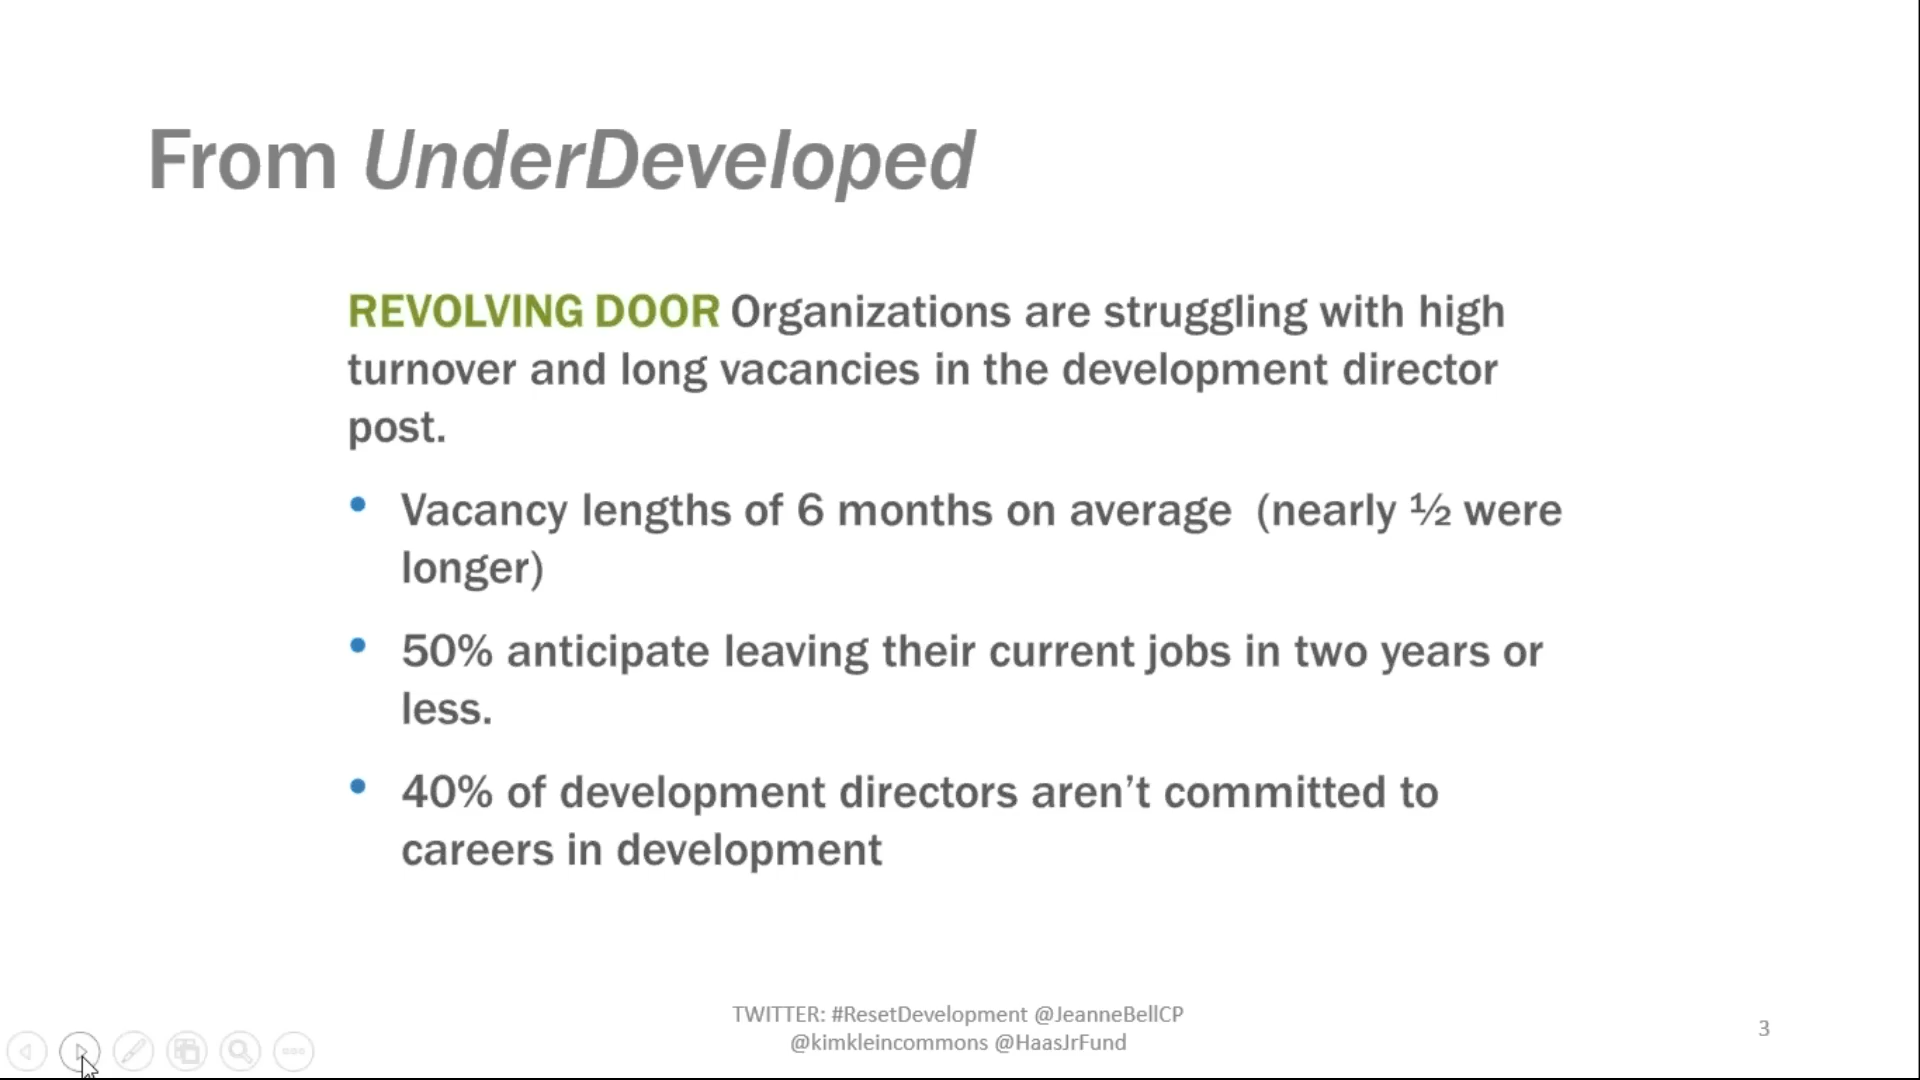 From UnderDeveloped
REVOLVING DOOR Organizations are struggling with high
turnover and long vacancies in the development director
post.
• Vacancy lengths of 6 months on average  (nearly ½ were
longer)
• 50% anticipate leaving their current jobs in two years or
less.
• 40% of development directors aren’t committed to
careers in development
TWITTER: #ResetDevelopment @JeanneBellCP
@kimkleincommons @HaasJrFund
3